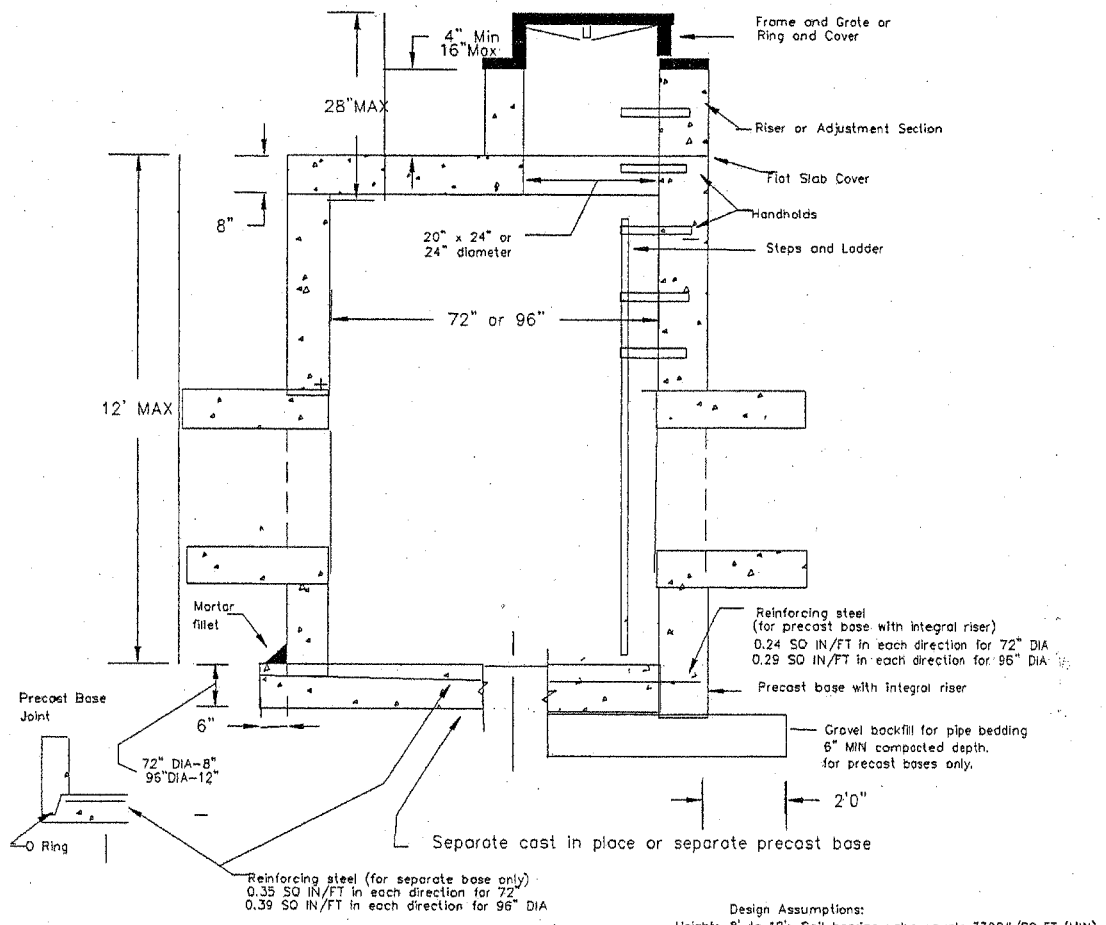 Frame and Grate or
Ring and Cover
4" Min
16"Max
28"MAX
Riser or Adjustment Section
Flat Slab Cover
8"
Handholds
20" x 24" or
24" diameter
Steps and Ladder
72" or 96"
12' MAX
Mortar
fillet
Reinforcing steel
(for precast base with integral riser)
0.24 SQ IN/FT in each direction for 72" DIA
0.29 SQ IN/FT in each direction for 96" DIA
Precast base with integral riser
Precast Base
Joint
6"
Gravel backfill for pipe bedding
6" MIN compacted depth.
for precast bases only.
72" DIA-8"
96"DIA-12"
2'0"
O Ring
Separate cast in place or separate precast base
Reinforcing steel (for separate base only)
0.35 SQ IN/FT in each direction for 72"
0.39 SQ IN/FT in each direction for 96" DIA
Design Assumptions: